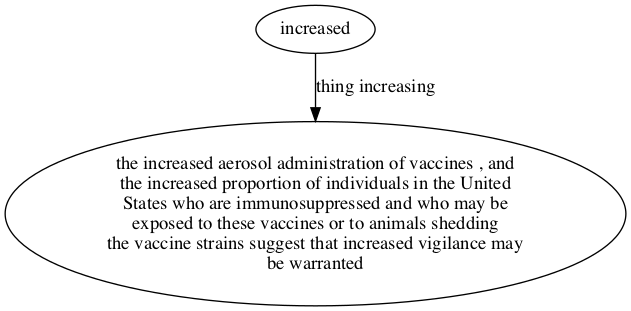 increased
thing increasing
the increased aerosol administration of vaccines , and
the increased proportion of individuals in the United
States who are immunosuppressed and who may be
exposed to these vaccines or to animals shedding
the vaccine strains suggest that increased vigilance may
be warranted